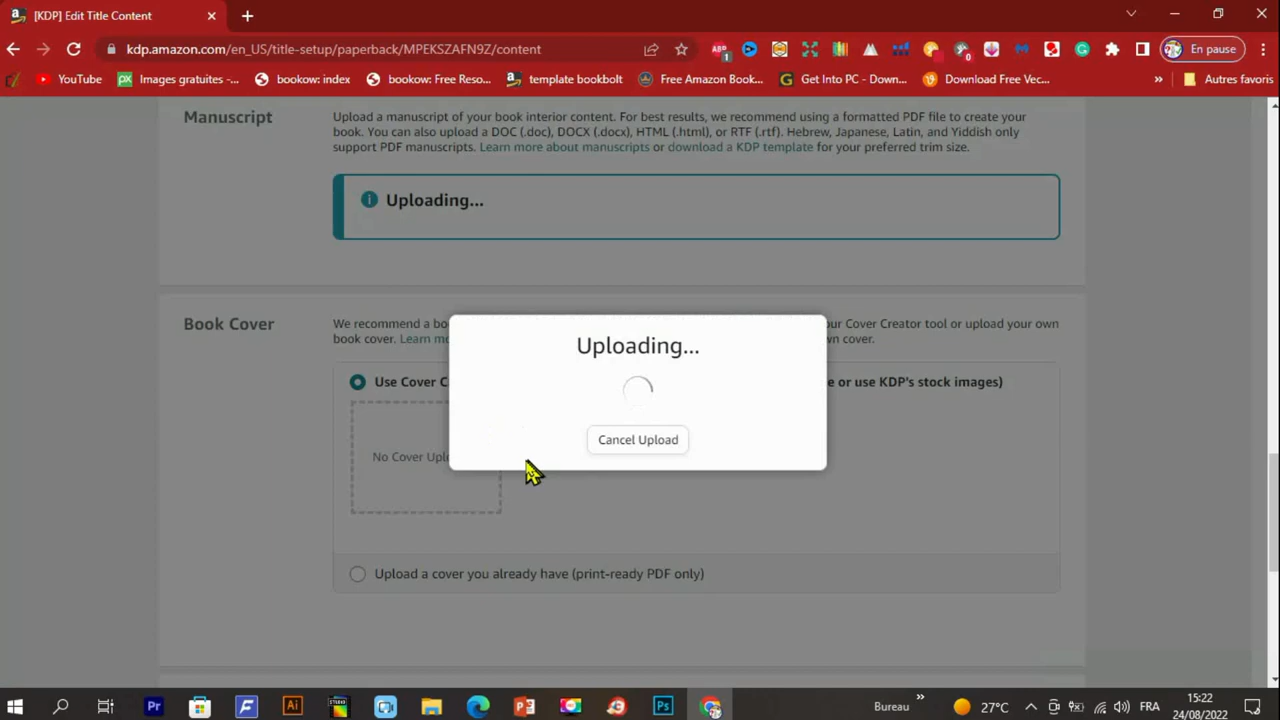 [KDP] Edit Title Content
kdp.amazon.com/en_US/title-setup/paperback/MPEKSZAFN9Z/content
En pause
YouTube
Images gratuites -...
bookow: index
bookow: Free Reso...
template bookbolt
Free Amazon Book...
Get Into PC - Down...
Download Free Vec...
»
Autres favoris
Manuscript
Upload a manuscript of your book interior content. For best results, we recommend using a formatted PDF file to create your
book. You can also upload a DOC (.doc), DOCX (.docx), HTML (.html), or RTF (.rtf). Hebrew, Japanese, Latin, and Yiddish only
support PDF manuscripts. Learn more about manuscripts or download a KDP template for your preferred trim size.
Uploading...
Book Cover
We recommend a bo
ur Cover Creator tool or upload your own
book cover. Learn mo
n cover.
Use Cover C
e or use KDP's stock images)
No Cover Uplo
Uploading...
Cancel Upload
Upload a cover you already have (print-ready PDF only)
Bureau
»
27°C
FRA
15:22
24/08/2022